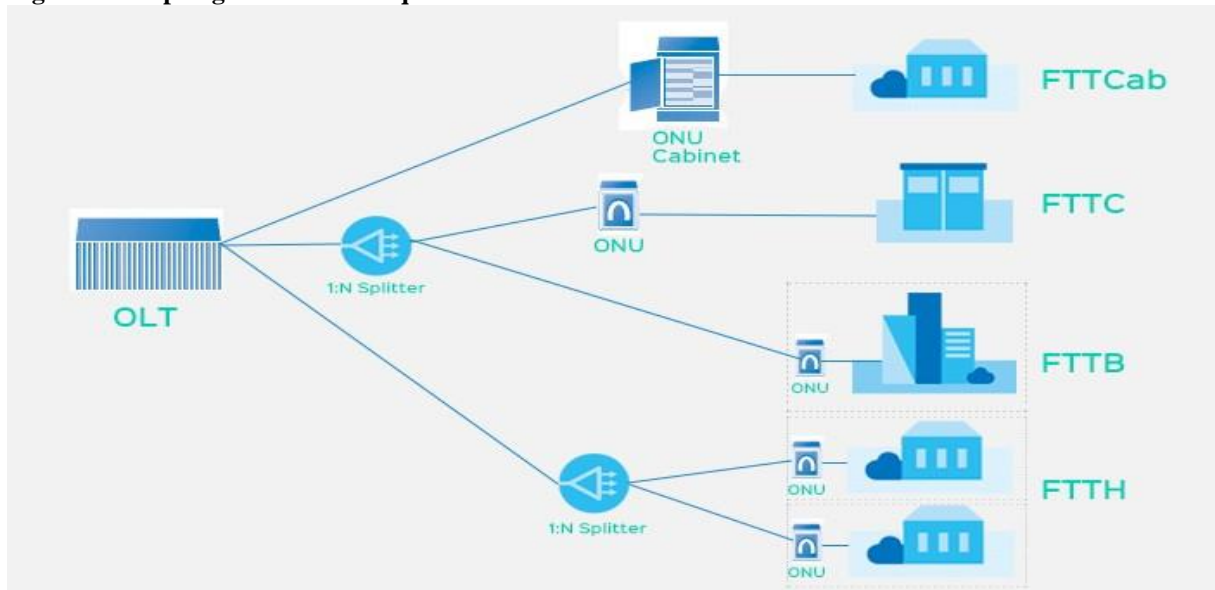 ONU
Cabinet
FTTCab
ONU
FTTC
OLT
1:N Splitter
ONU
FTTB
1:N Splitter
ONU
FTTH
ONU